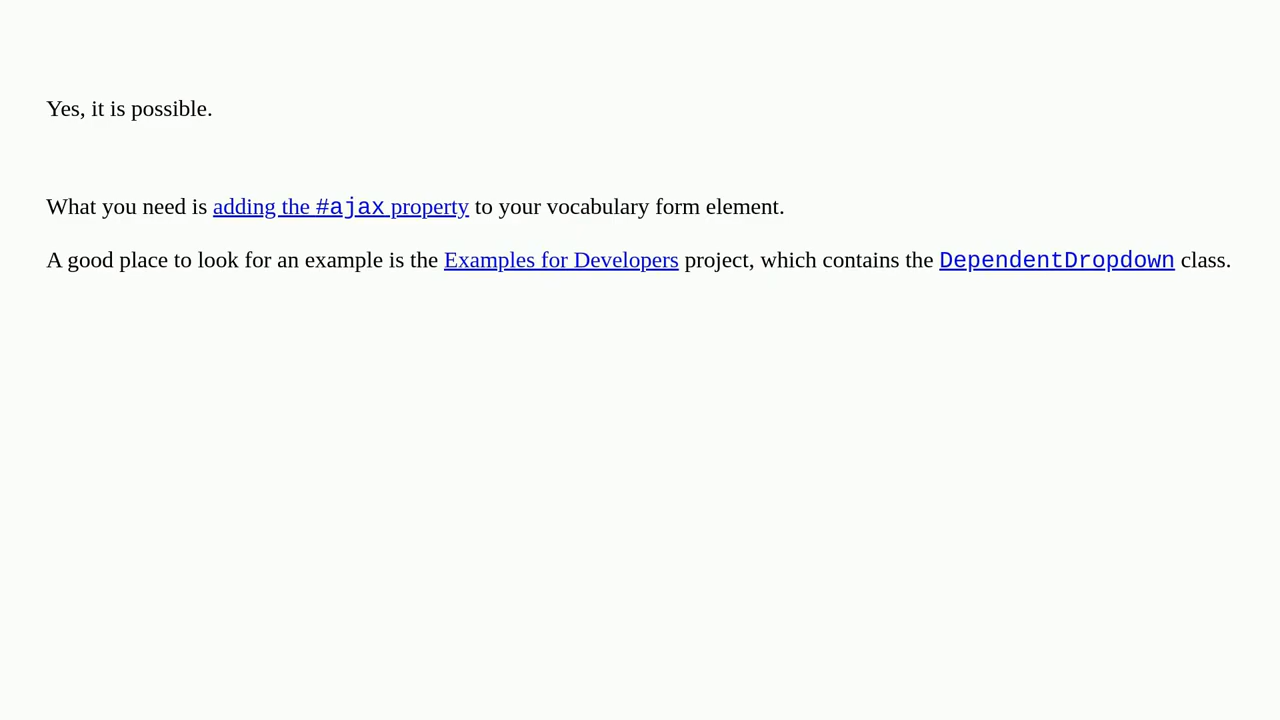 Yes, it is possible.
What you need is adding the #ajax property to your vocabulary form element.
A good place to look for an example is the Examples for Developers project, which contains the DependentDropdown class.